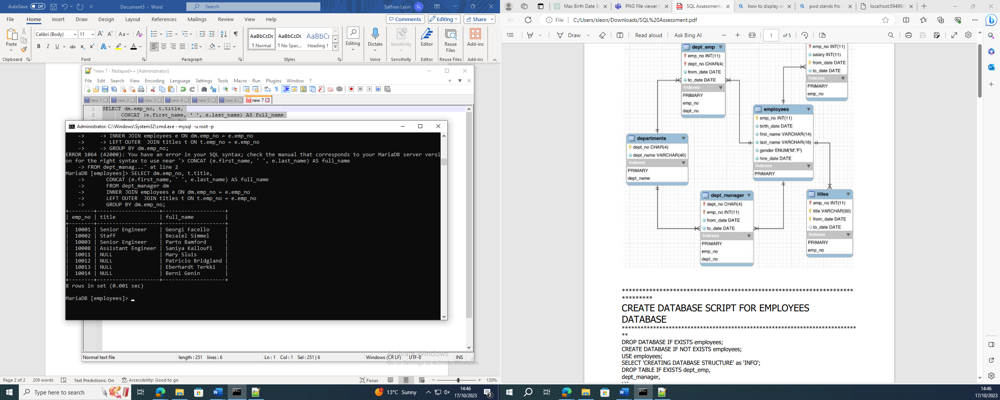 AutoSave Off Document3 - Word Search Saffron Leon SL
File Home Insert Draw Design Layout References Mailings Review View Help Comments Editing Share
Paste Calibri (Body) 11 Aa AaBbCcDc AaBbCcDc AaBbCc Editing Dictate Sensitivity Editor Reuse Files Add-ins
¶ Normal ¶ No Spac... Heading 1
Clipboard Font Paragraph Styles Voice Sensitivity Editor Reuse Files Add-ins
*new 7 - Notepad++ [Administrator]
File Edit Search View Encoding Language Settings Tools Macro Run Plugins Window ?
new 1 new 2 new 3 new 4 new 5 new 6 new 7
1 SELECT dm.emp_no, t.title,
2 CONCAT (e.first_name, ' ', e.last_name) AS full_name
Administrator: C:\Windows\System32\cmd.exe - mysql -u root -p
-> -> INNER JOIN employees e ON dm.emp_no = e.emp_no
-> -> LEFT OUTER  JOIN titles t ON t.emp_no = e.emp_no
-> -> GROUP BY dm.emp_no;
ERROR 1064 (42000): You have an error in your SQL syntax; check the manual that corresponds to your MariaDB server versi
on for the right syntax to use near '> CONCAT (e.first_name, ' ', e.last_name) AS full_name
-> FROM dept_manag...' at line 2
MariaDB [employees]> SELECT dm.emp_no, t.title,
-> CONCAT (e.first_name, ' ', e.last_name) AS full_name
-> FROM dept_manager dm
-> INNER JOIN employees e ON dm.emp_no = e.emp_no
-> LEFT OUTER  JOIN titles t ON t.emp_no = e.emp_no
-> GROUP BY dm.emp_no;
| emp_no | title | full_name |
| 10001 | Senior Engineer | Georgi Facello |
| 10002 | Staff | Bezalel Simmel |
| 10003 | Senior Engineer | Parto Bamford |
| 10008 | Assistant Engineer | Saniya Kalloufi |
| 10011 | NULL | Mary Sluis |
| 10012 | NULL | Patricio Bridgland |
| 10013 | NULL | Eberhardt Terkki |
| 10014 | NULL | Berni Genin |
8 rows in set (0.001 sec)
MariaDB [employees]>
Normal text file length : 251 lines : 6 Ln : 1 Col : 1 Sel : 251 | 6 Windows (CR LF) UTF-8 INS
Activate Windows
Go to Settings to activate Windows.
Page 2 of 2 209 words Text Predictions: On Accessibility: Good to go Focus 130%
Type here to search 13°C Sunny 14:46
17/10/2023 2
Max Birth Date Er PNG File viewer | SQL Assessment. how to display wh pwd stands fro - localhost:59499/
File C:/Users/sleon/Downloads/SQL%20Assessment.pdf
Draw Read aloud Ask Bing AI 1 of 5
dept_emp
emp_no INT(11)
dept_no CHAR(4)
from_date DATE
to_date DATE
Indexes
PRIMARY
emp_no
dept_no
emp_no INT(11)
salary INT(11)
from_date DATE
to_date DATE
Indexes
PRIMARY
emp_no
employees
emp_no INT(11)
birth_date DATE
first_name VARCHAR(14)
last_name VARCHAR(16)
gender ENUM('M','F')
hire_date DATE
Indexes
PRIMARY
departments
dept_no CHAR(4)
dept_name VARCHAR(40)
Indexes
PRIMARY
dept_name
dept_manager
dept_no CHAR(4)
emp_no INT(11)
from_date DATE
to_date DATE
Indexes
PRIMARY
emp_no
dept_no
titles
emp_no INT(11)
title VARCHAR(50)
from_date DATE
to_date DATE
Indexes
PRIMARY
emp_no
CREATE DATABASE SCRIPT FOR EMPLOYEES
DATABASE
DROP DATABASE IF EXISTS employees;
CREATE DATABASE IF NOT EXISTS employees;
USE employees;
SELECT 'CREATING DATABASE STRUCTURE' as 'INFO';
DROP TABLE IF EXISTS dept_emp,
dept_manager,
14:46
17/10/2023